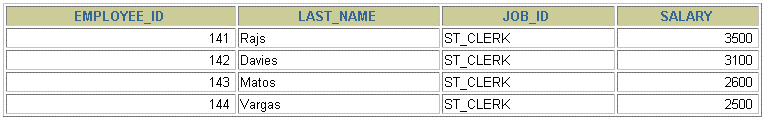 EMPLOYEE_ID LAST_NAME JOB_ID SALARY
141 Rajs ST_CLERK 3500
142 Davies ST_CLERK 3100
143 Matos ST_CLERK 2600
144 Vargas ST_CLERK 2500